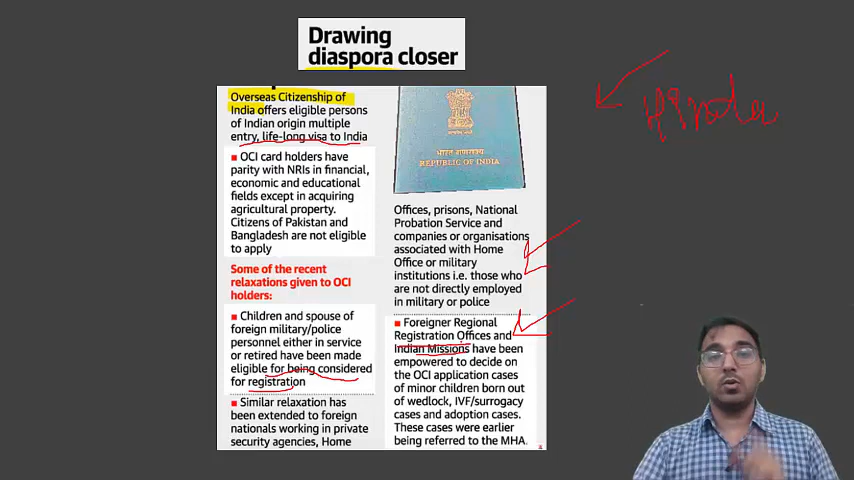 Drawing
diaspora closer
Overseas Citizenship of
India offers eligible persons
of Indian origin multiple
entry, life-long visa to India
■ OCI card holders have
parity with NRIs in financial,
economic and educational
fields except in acquiring
agricultural property.
Citizens of Pakistan and
Bangladesh are not eligible
to apply
Some of the recent
relaxations given to OCI
holders:
■ Children and spouse of
foreign military/police
personnel either in service
or retired have been made
eligible for being considered
for registration
■ Similar relaxation has
been extended to foreign
nationals working in private
security agencies, Home
भारत गणराज्य
REPUBLIC OF INDIA
Offices, prisons, National
Probation Service and
companies or organisations
associated with Home
Office or military
institutions i.e. those who
are not directly employed
in military or police
■ Foreigner Regional
Registration Offices and
Indian Missions have been
empowered to decide on
the OCI application cases
of minor children born out
of wedlock, IVF/surrogacy
cases and adoption cases.
These cases were earlier
being referred to the MHA.